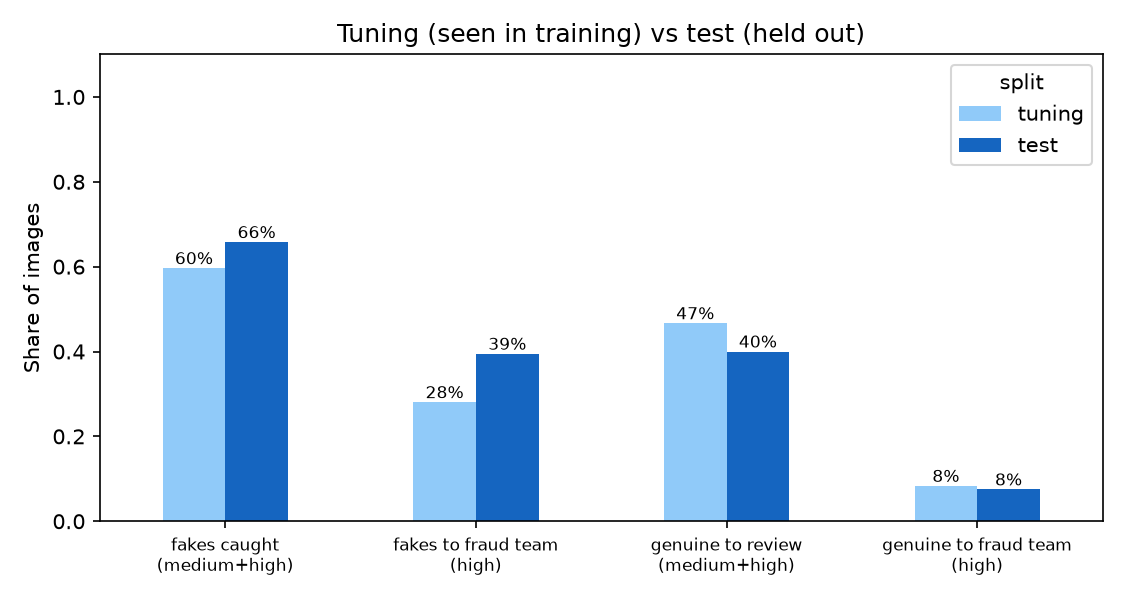 Tuning (seen in training) vs test (held out)
split
tuning
test
Share of images
1.0
0.8
0.6
0.4
0.2
0.0
60%
66%
28%
39%
47%
40%
8%
8%
fakes caught
(medium+high)
fakes to fraud team
(high)
genuine to review
(medium+high)
genuine to fraud team
(high)